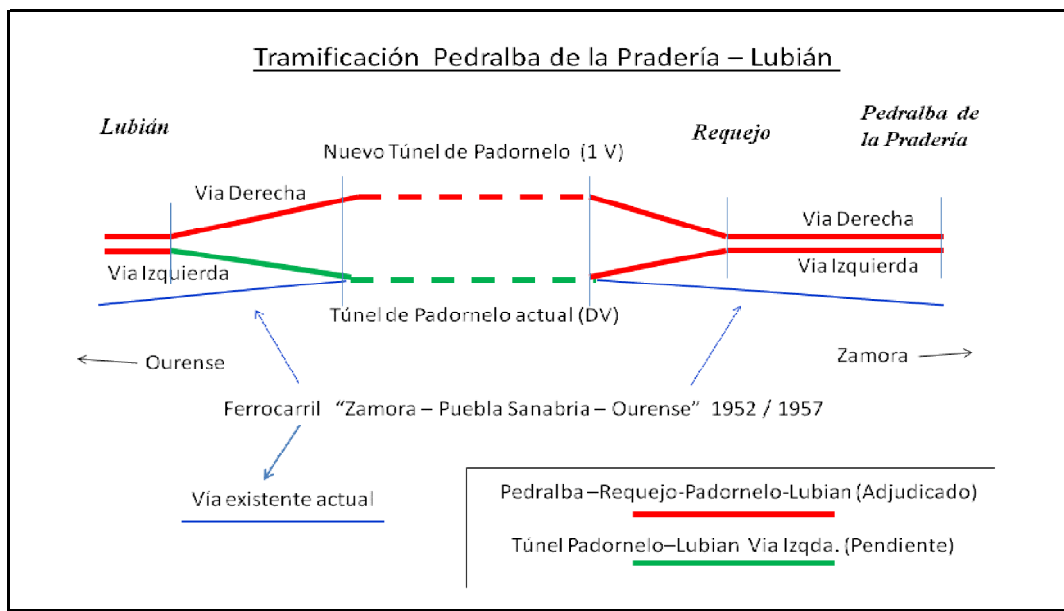 Tramificación Pedralba de la Pradería – Lubián
Lubián
Requejo
Pedralba de
la Pradería
Nuevo Túnel de Padornelo (1 V)
Via Derecha
Via Derecha
Via Izquierda
Via Izquierda
Túnel de Padornelo actual (DV)
Ourense
Zamora
Ferrocarril “Zamora – Puebla Sanabria – Ourense” 1952 / 1957
Vía existente actual
Pedralba –Requejo-Padornelo-Lubian (Adjudicado)
Túnel Padornelo–Lubian Via Izqda. (Pendiente)